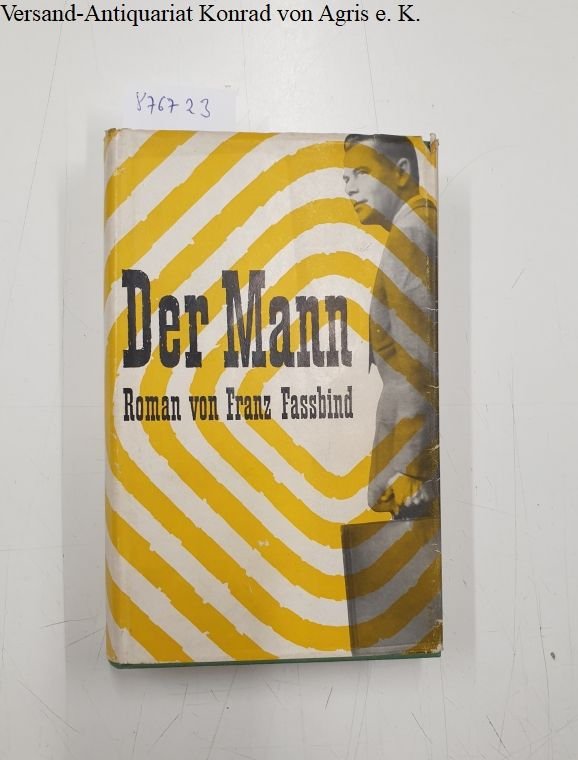 Versand-Antiquariat Konrad von Agris e. K.
876723
Der Mann
Roman von Franz Fassbind